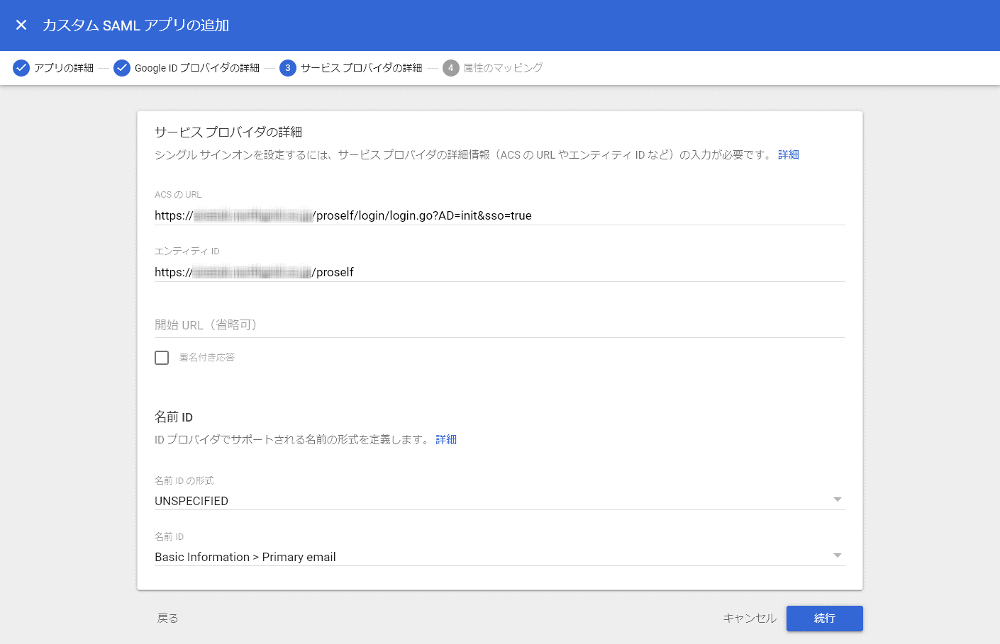 カスタム SAML アプリの追加
アプリの詳細
Google ID プロバイダの詳細
3 サービス プロバイダの詳細
4 属性のマッピング
サービス プロバイダの詳細
シングル サインオンを設定するには、サービス プロバイダの詳細情報（ACS の URL やエンティティ ID など）の入力が必要です。 詳細
ACS の URL
https:// /proself/login/login.go?AD=init&sso=true
エンティティ ID
https:// /proself
開始 URL（省略可）
署名付き応答
名前 ID
ID プロバイダでサポートされる名前の形式を定義します。 詳細
名前 ID の形式
UNSPECIFIED
名前 ID
Basic Information > Primary email
戻る
キャンセル
続行